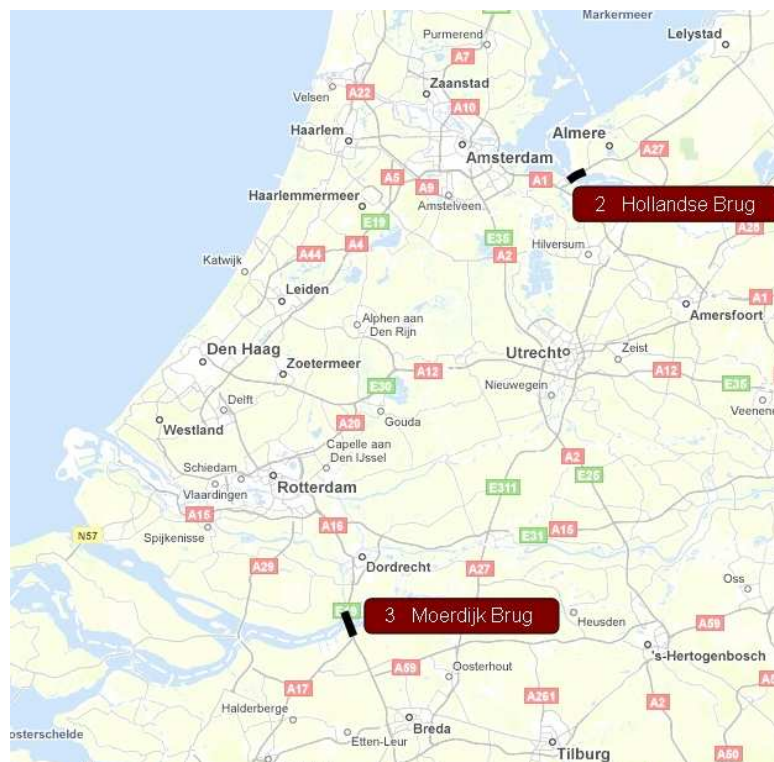 Markermeer
Lelystad
Purmerend
A7
Zaanstad
Velsen
A22
A10
Haarlem
Almere
A27
Amsterdam
A5
A9
A1
Haarlemmermeer
Amstelveen
2 Hollandse Brug
E19
A28
A4
E35
Hilversum
A44
A2
Katwijk
Leiden
A1
Amersfoort
Alphen aan
Den Rijn
Den Haag
Utrecht
Zeist
Zoetermeer
A12
A12
E30
E35
Nieuwegein
Delft
Gouda
Westland
A20
Capelle aan
Den IJssel
A2
Schiedam
E25
Rotterdam
Vlaardingen
E311
A15
A16
Spijkenisse
N57
E31
A15
Dordrecht
A29
A27
Oss
3 Moerdijk Brug
Heusden
A59
's-Hertogenbosch
A59
Oosterhout
A17
A261
A2
Halderberge
Breda
Etten-Leur
Tilburg
A50